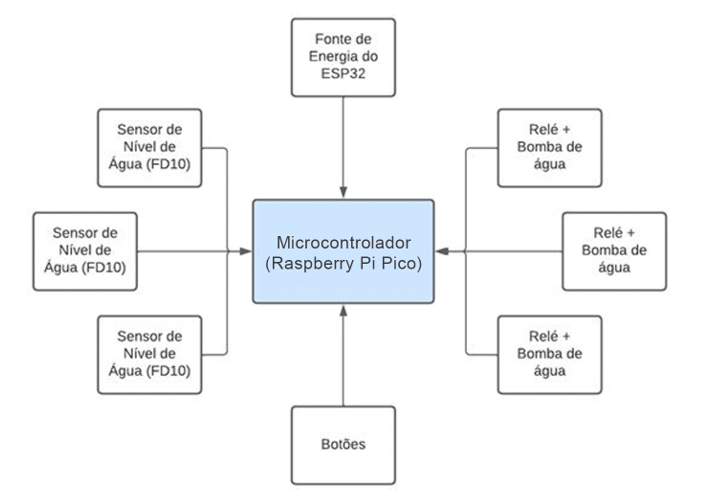 Fonte de
Energia do
ESP32
Sensor de
Nível de
Água (FD10)
Relé +
Bomba de
água
Sensor de
Nível de
Água (FD10)
Microcontrolador
(Raspberry Pi Pico)
Relé +
Bomba de
água
Sensor de
Nível de
Água (FD10)
Relé +
Bomba de
água
Botões